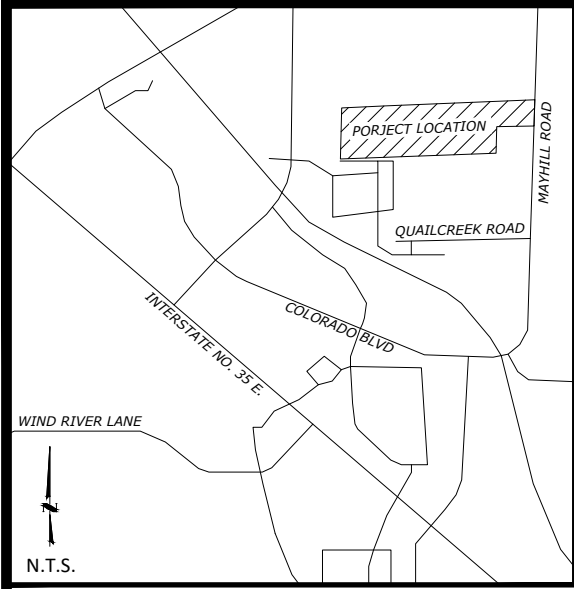 PORJECT LOCATION
MAYHILL ROAD
QUAILCREEK ROAD
COLORADO BLVD
INTERSTATE NO. 35 E.
WIND RIVER LANE
N
N.T.S.